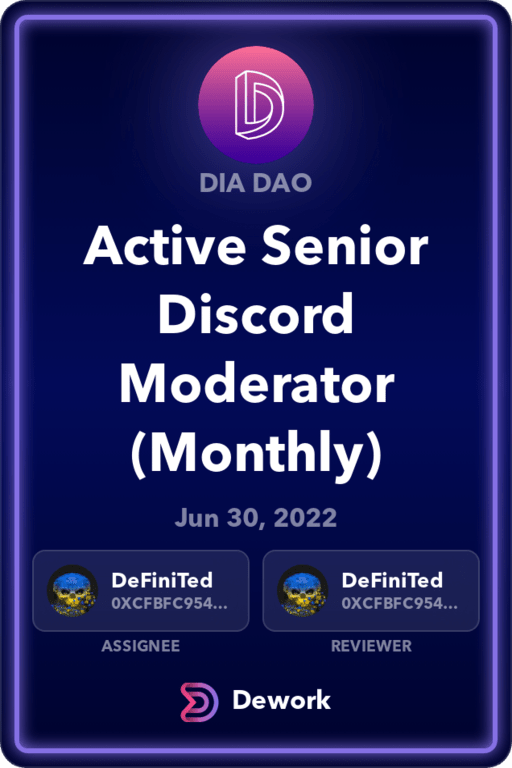 DIA DAO
Active Senior
Discord
Moderator
(Monthly)
Jun 30, 2022
DeFiniTed
0XCFBFC954...
ASSIGNEE
DeFiniTed
0XCFBFC954...
REVIEWER
Dework